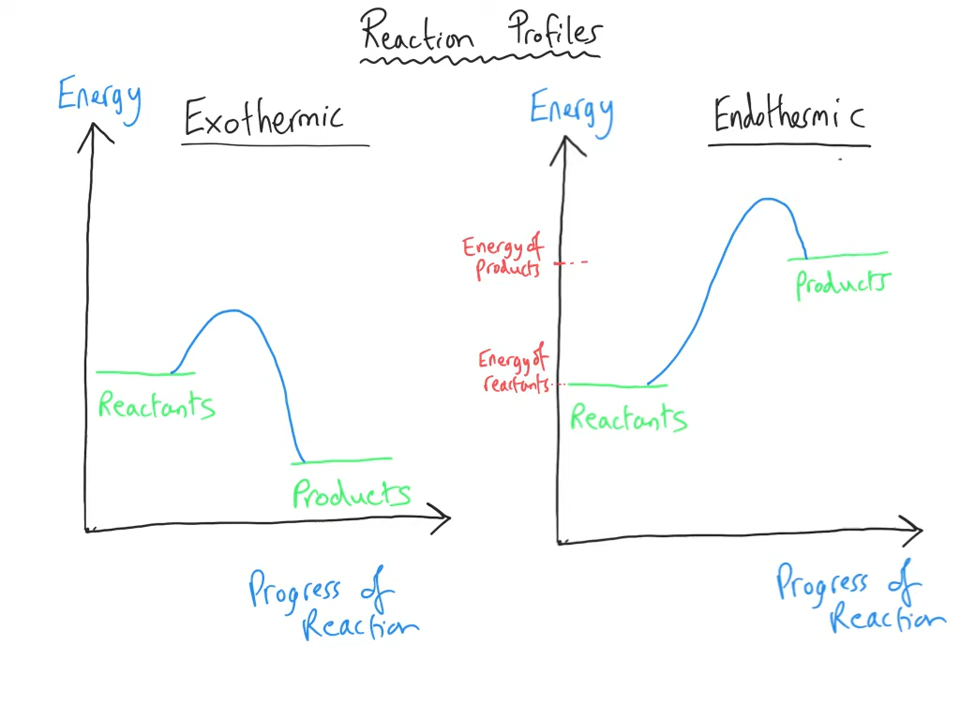 Reaction Profiles
Energy
Exothermic
Reactants
Products
Progress of
Reaction
Energy
Endothermic
Energy of
Products
Energy of
reactants
Products
Reactants
Progress of
Reaction